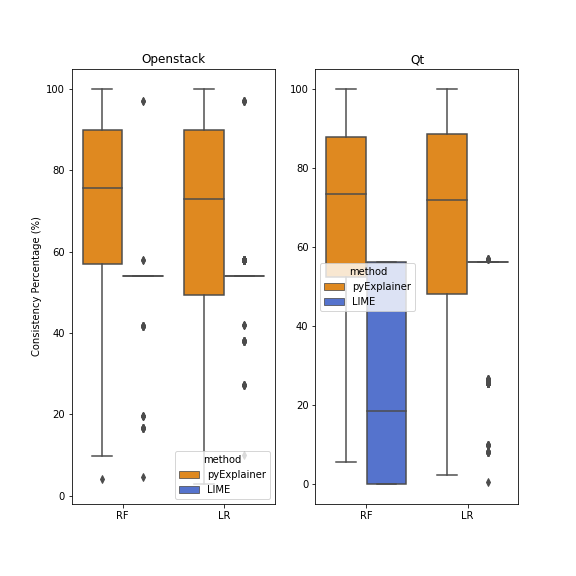 Openstack
Qt
Consistency Percentage (%)
100
80
60
40
20
0
100
80
60
40
20
0
method
pyExplainer
LIME
method
pyExplainer
LIME
RF
LR
RF
LR